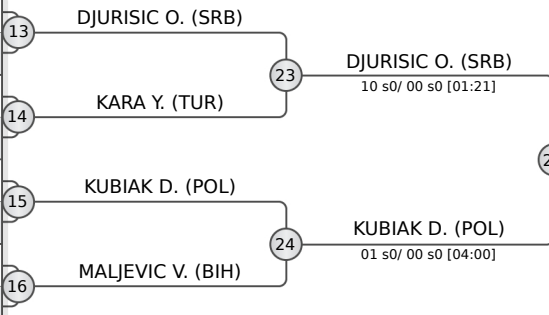 13
DJURISIC O. (SRB)
23
DJURISIC O. (SRB)
10 s0/ 00 s0 [01:21]
14
KARA Y. (TUR)
15
KUBIAK D. (POL)
24
KUBIAK D. (POL)
01 s0/ 00 s0 [04:00]
16
MALJEVIC V. (BIH)